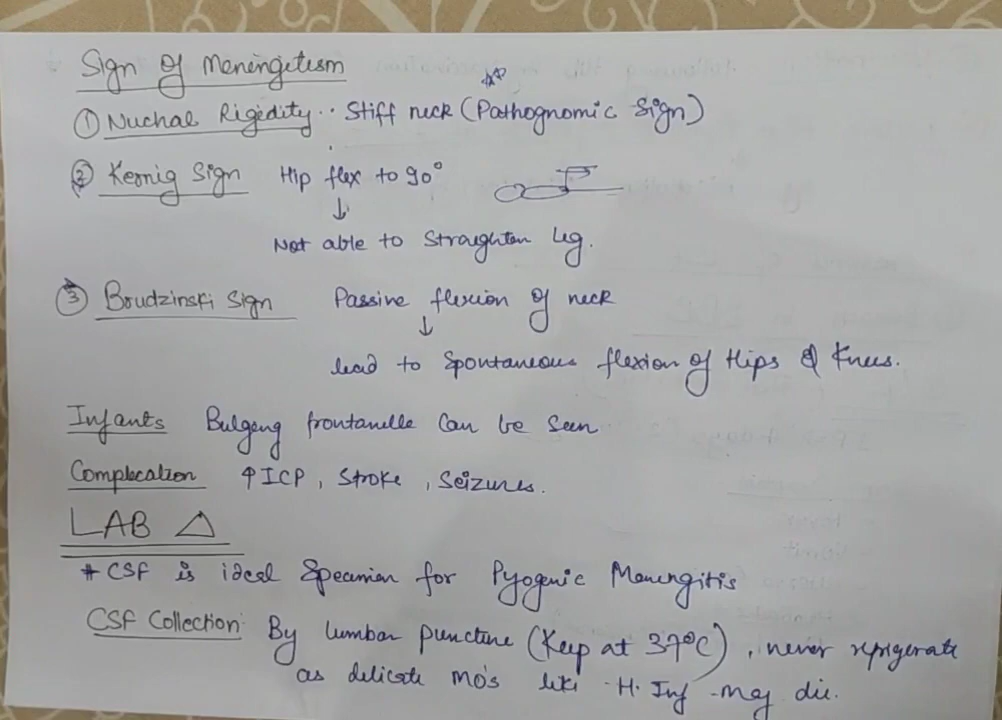 Sign of Meningetism
① Nuchal Rigidity.. Stiff neck (Pathognomic Sign)
② Kernig Sign Hip flex to 90°
↓
Not able to Straighten Leg.
③ Brudzinski Sign Passive flexion of neck
↓
lead to Spontaneous flexion of Hips & Knees.
Infants Bulgeng frontanelle Can be Seen
Complecation ↑ICP, Stroke, Seizures.
LAB Δ
* CSF is ideal Specimen for Pyogenic Meningitis
CSF Collection: By lumbar puncture (Keep at 37°C), never refrigerate
as delicate MO's like H. Inf may die.